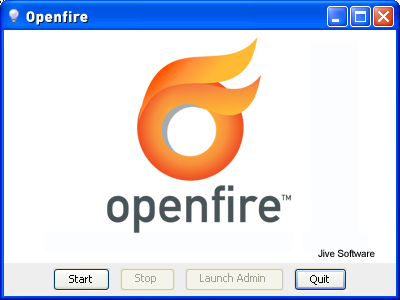 Openfire
openfire™
Jive Software
Start Stop Launch Admin Quit